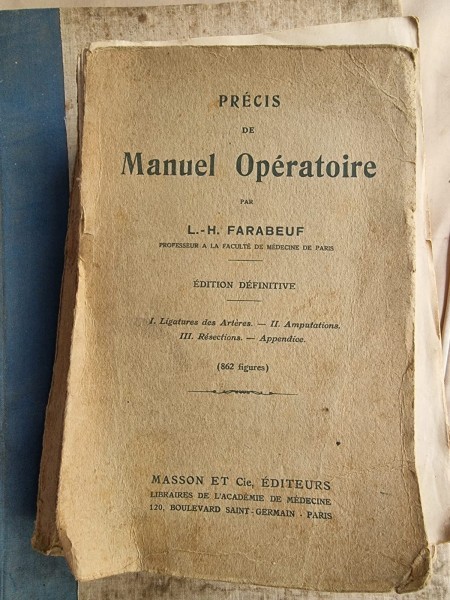 PRÉCIS
DE
Manuel Opératoire
PAR
L.-H. FARABEUF
PROFESSEUR A LA FACULTÉ DE MÉDECINE DE PARIS
ÉDITION DÉFINITIVE
I. Ligatures des Artères. — II. Amputations.
III. Résections. — Appendice.
(862 figures)
MASSON ET Cie, ÉDITEURS
LIBRAIRES DE L'ACADÉMIE DE MÉDECINE
120, BOULEVARD SAINT-GERMAIN - PARIS